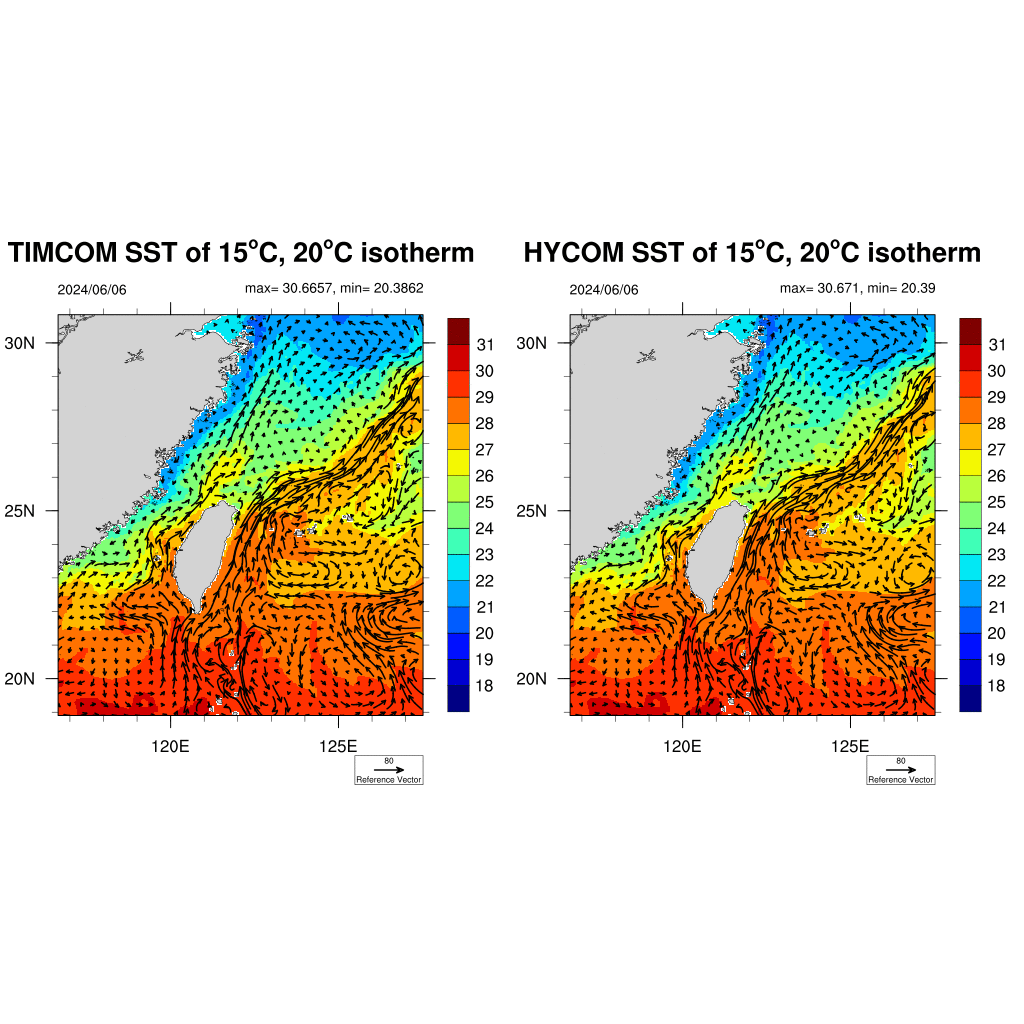 TIMCOM SST of 15°C, 20°C isotherm
2024/06/06
max= 30.6657, min= 20.3862
30N
25N
20N
120E
125E
31
30
29
28
27
26
25
24
23
22
21
20
19
18
80
Reference Vector
HYCOM SST of 15°C, 20°C isotherm
2024/06/06
max= 30.671, min= 20.39
30N
25N
20N
120E
125E
31
30
29
28
27
26
25
24
23
22
21
20
19
18
80
Reference Vector